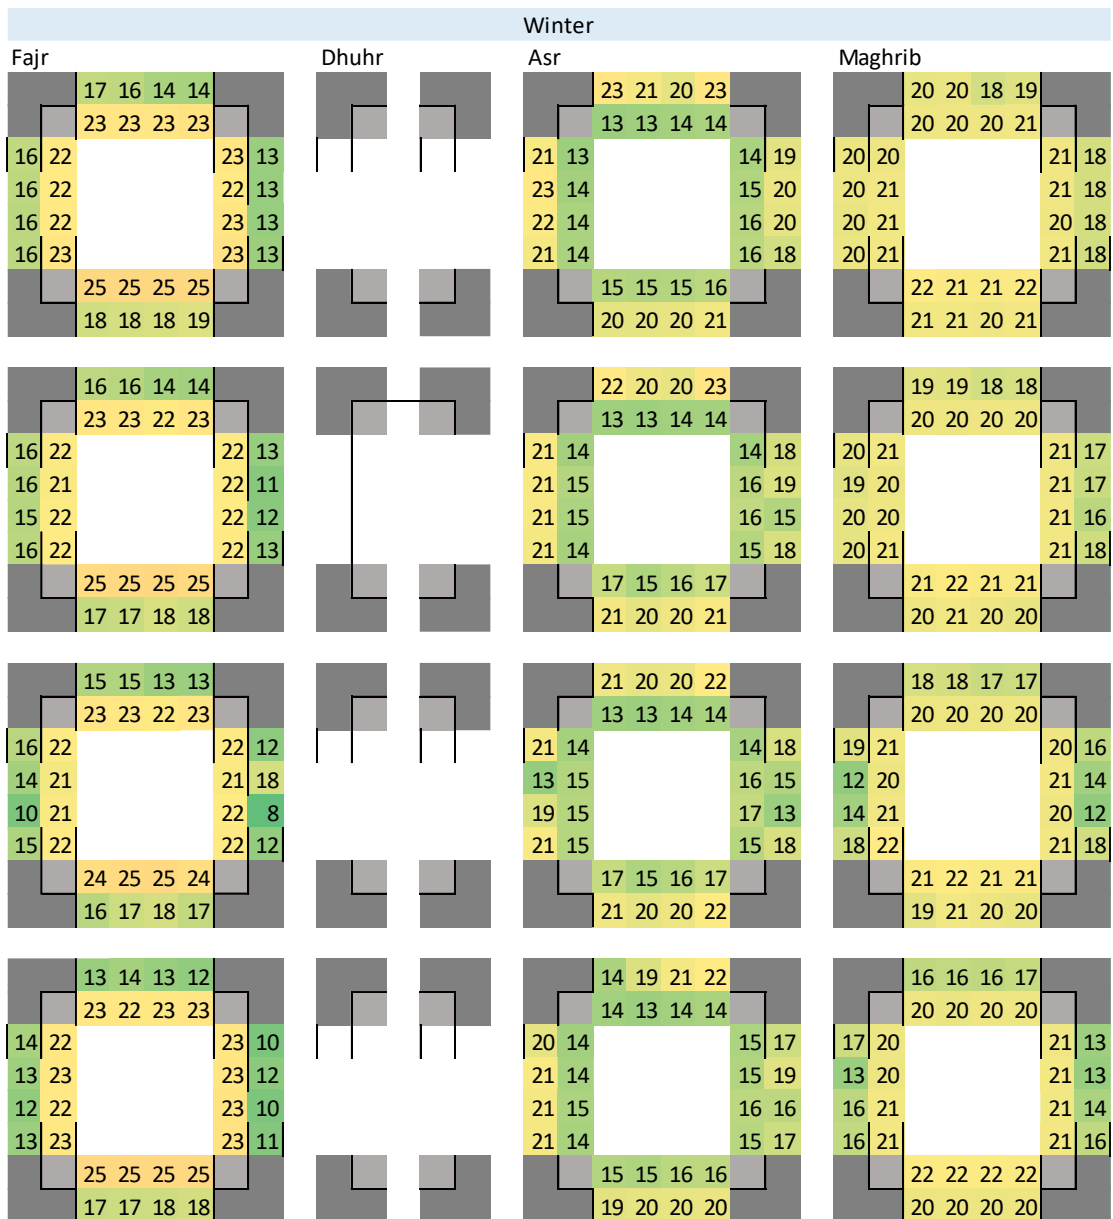 Winter
Fajr Dhuhr Asr Maghrib
17 16 14 14 23 21 20 23 20 20 18 19
23 23 23 23 13 13 14 14 20 20 20 21
16 22 23 13 21 13 14 19 20 20 21 18
16 22 22 13 23 14 15 20 20 21 21 18
16 22 23 13 22 14 16 20 20 21 20 18
16 23 23 13 21 14 16 18 20 21 21 18
25 25 25 25 15 15 15 16 22 21 21 22
18 18 18 19 20 20 20 21 21 21 20 21
16 16 14 14 22 20 20 23 19 19 18 18
23 23 22 23 13 13 14 14 20 20 20 20
16 22 22 13 21 14 14 18 20 21 21 17
16 21 22 11 21 15 16 19 19 20 21 17
15 22 22 12 21 15 16 15 20 20 21 16
16 22 22 13 21 14 15 18 20 21 21 18
25 25 25 25 17 15 16 17 21 22 21 21
17 17 18 18 21 20 20 21 20 21 20 20
15 15 13 13 21 20 20 22 18 18 17 17
23 23 22 23 13 13 14 14 20 20 20 20
16 22 22 12 21 14 14 18 19 21 20 16
14 21 21 18 13 15 16 15 12 20 21 14
10 21 22 8 19 15 17 13 14 21 20 12
15 22 22 12 21 15 15 18 18 22 21 18
24 25 25 24 17 15 16 17 21 22 21 21
16 17 18 17 21 20 20 22 19 21 20 20
13 14 13 12 14 19 21 22 16 16 16 17
23 22 23 23 14 13 14 14 20 20 20 20
14 22 23 10 20 14 15 17 17 20 21 13
13 23 23 12 21 14 15 19 13 20 21 13
12 22 23 10 21 15 16 16 16 21 21 14
13 23 23 11 21 14 15 17 16 21 21 16
25 25 25 25 15 15 16 16 22 22 22 22
17 17 18 18 19 20 20 20 20 20 20 20